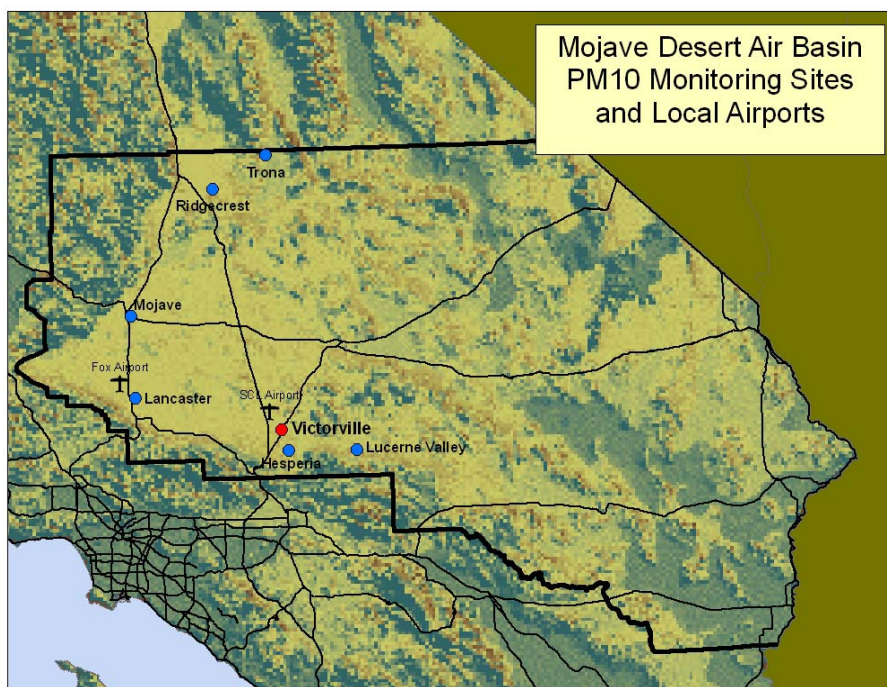 Mojave Desert Air Basin
PM10 Monitoring Sites
and Local Airports
Trona
Ridgecrest
Mojave
Fox Airport
Lancaster
SCL Airport
Victorville
Lucerne Valley
Hesperia